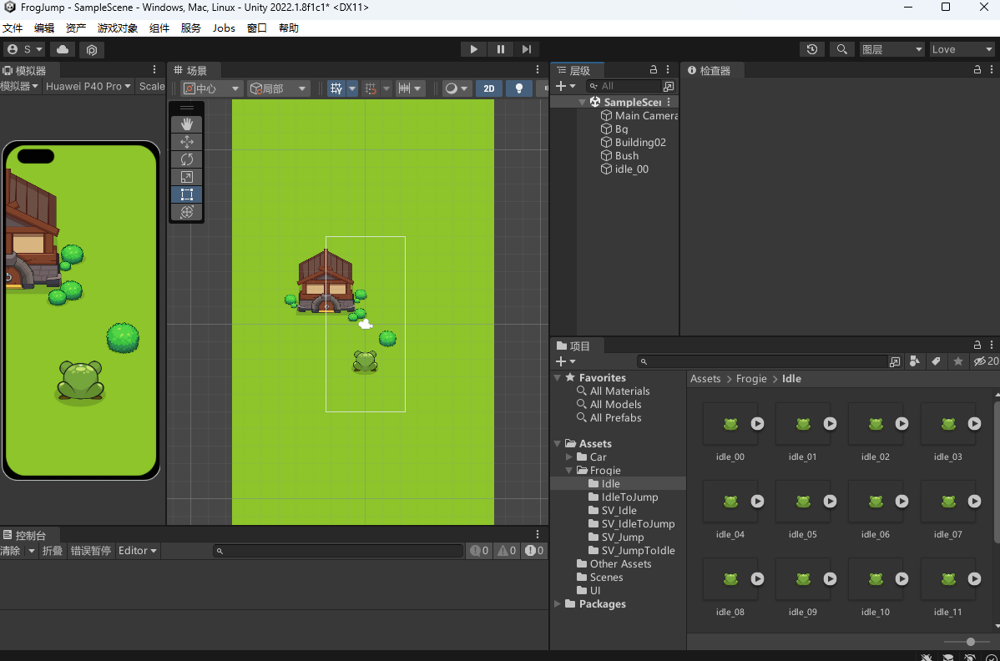 FrogJump - SampleScene - Windows, Mac, Linux - Unity 2022.1.8f1c1* <DX11>
文件 编辑 资产 游戏对象 组件 服务 Jobs 窗口 帮助
S
图层
Love
模拟器
模拟器 Huawei P40 Pro Scale
场景
中心 局部 2D
层级
All
SampleScen
Main Camera
Bg
Building02
Bush
idle_00
检查器
项目
20
Favorites
All Materials
All Models
All Prefabs
Assets
Car
Frogie
Idle
IdleToJump
SV_Idle
SV_IdleToJump
SV_Jump
SV_JumpToIdle
Other Assets
Scenes
UI
Packages
Assets > Frogie > Idle
idle_00 idle_01 idle_02 idle_03
idle_04 idle_05 idle_06 idle_07
idle_08 idle_09 idle_10 idle_11
控制台
清除 折叠 错误暂停 Editor 0 0 0